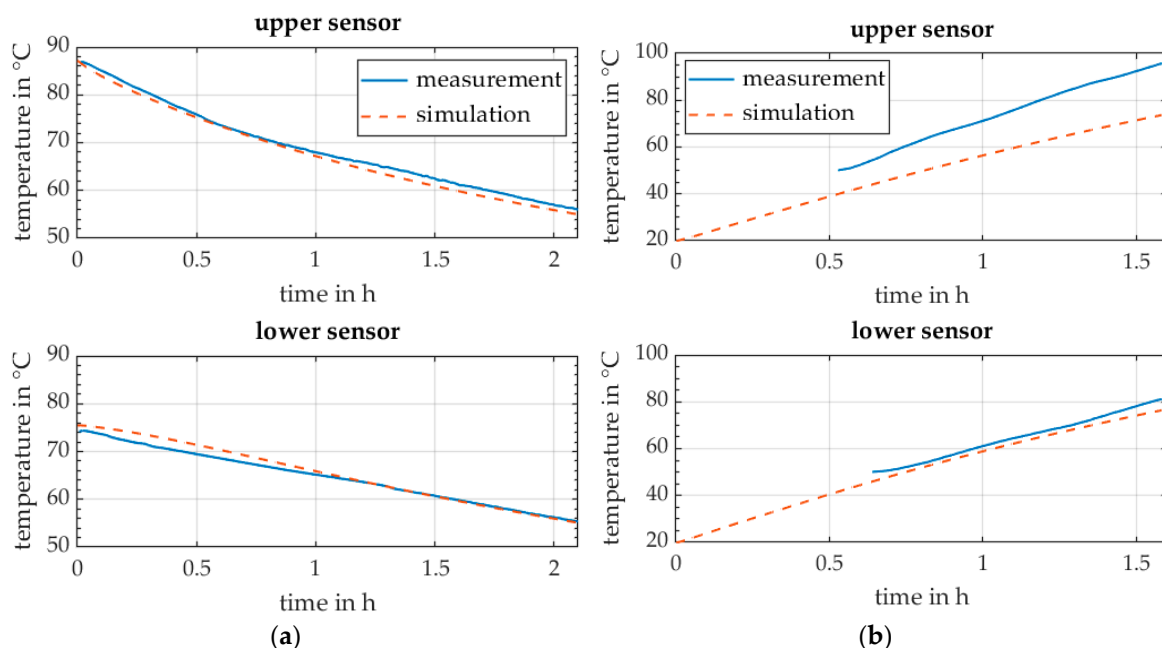 upper sensor
temperature in °C
90
80
70
60
50
measurement
simulation
0
0.5
1
1.5
2
time in h
lower sensor
temperature in °C
90
80
70
60
50
0
0.5
1
1.5
2
time in h
(a)
upper sensor
temperature in °C
100
80
60
40
20
measurement
simulation
0
0.5
1
1.5
time in h
lower sensor
temperature in °C
100
80
60
40
20
0
0.5
1
1.5
time in h
(b)